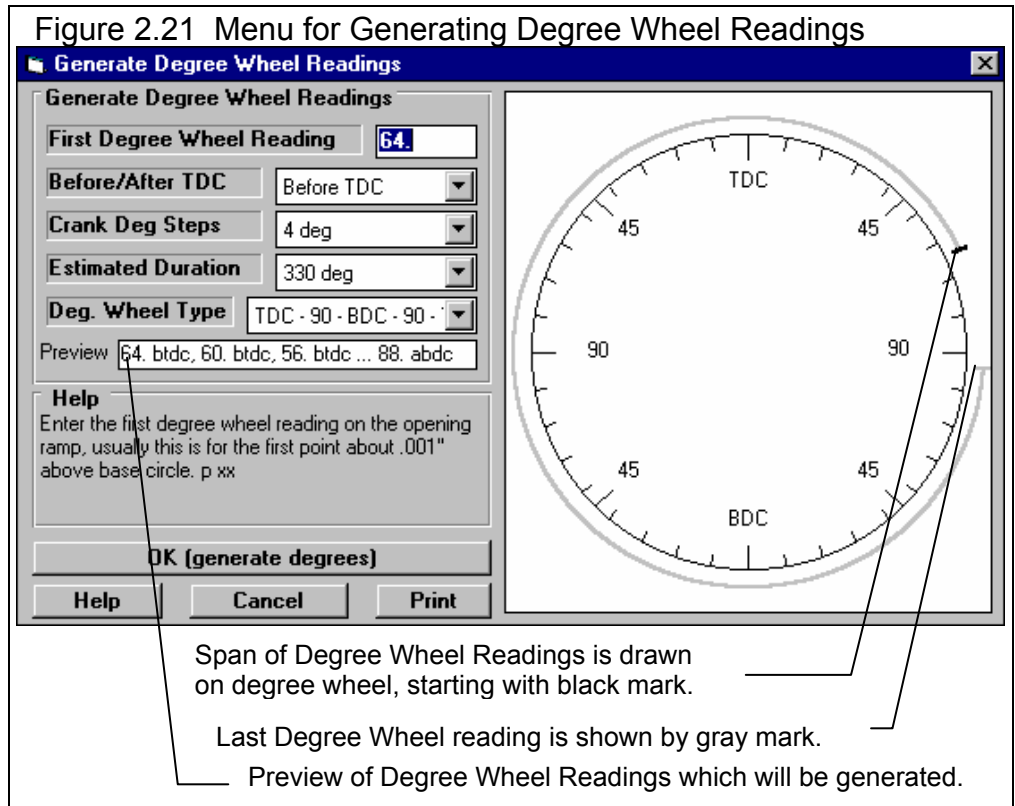 Figure 2.21 Menu for Generating Degree Wheel Readings
Generate Degree Wheel Readings
Generate Degree Wheel Readings
First Degree Wheel Reading 64.
Before/After TDC Before TDC
Crank Deg Steps 4 deg
Estimated Duration 330 deg
Deg. Wheel Type TDC - 90 - BDC - 90 - '
Preview 64. btdc, 60. btdc, 56. btdc ... 88. abdc
Help
Enter the first degree wheel reading on the opening
ramp, usually this is for the first point about .001"
above base circle. p xx
OK (generate degrees)
Help Cancel Print
TDC
45 45
90 90
45 45
BDC
Span of Degree Wheel Readings is drawn
on degree wheel, starting with black mark.
Last Degree Wheel reading is shown by gray mark.
Preview of Degree Wheel Readings which will be generated.